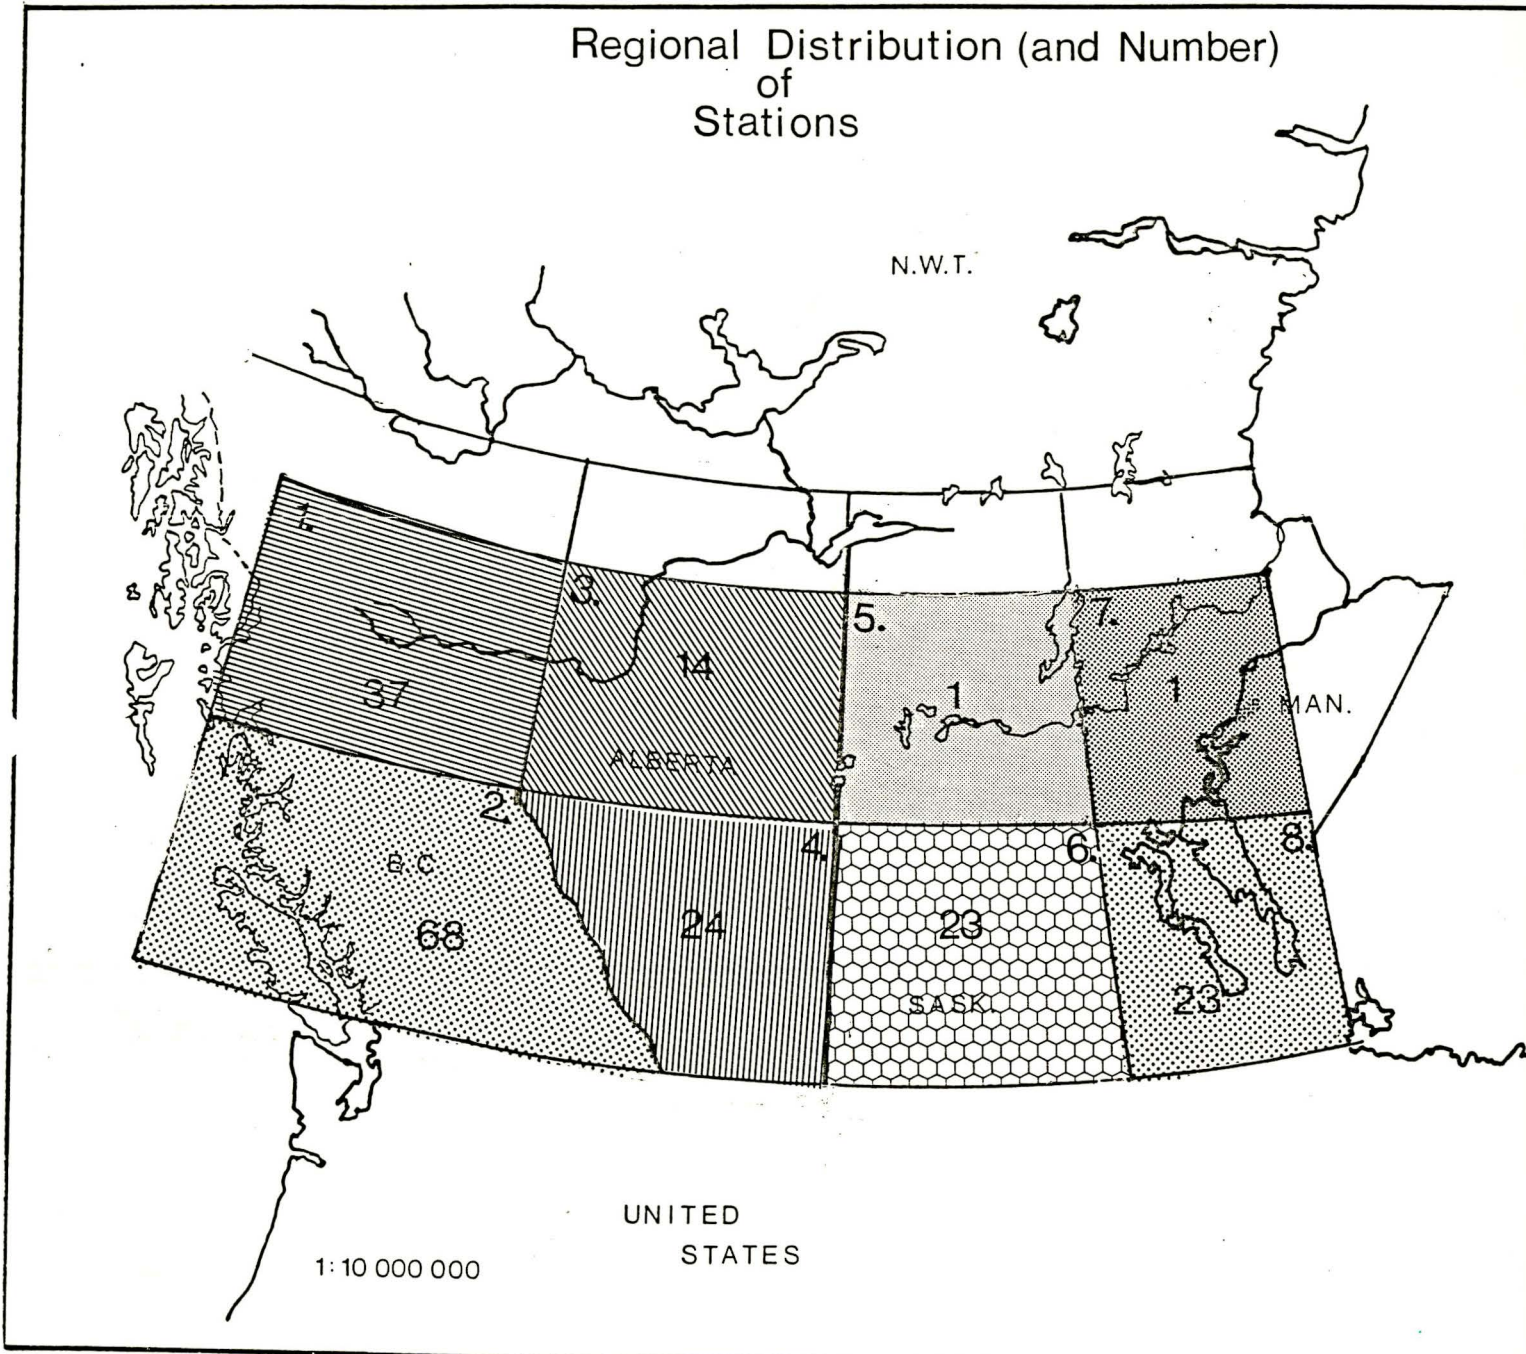 Regional Distribution (and Number)
of
Stations
N.W.T.
1.
3.
5.
7.
37
14
1
1
MAN.
ALBERTA
2.
4.
6.
8.
B.C
68
24
23
23
SASK.
UNITED
STATES
1:10 000 000